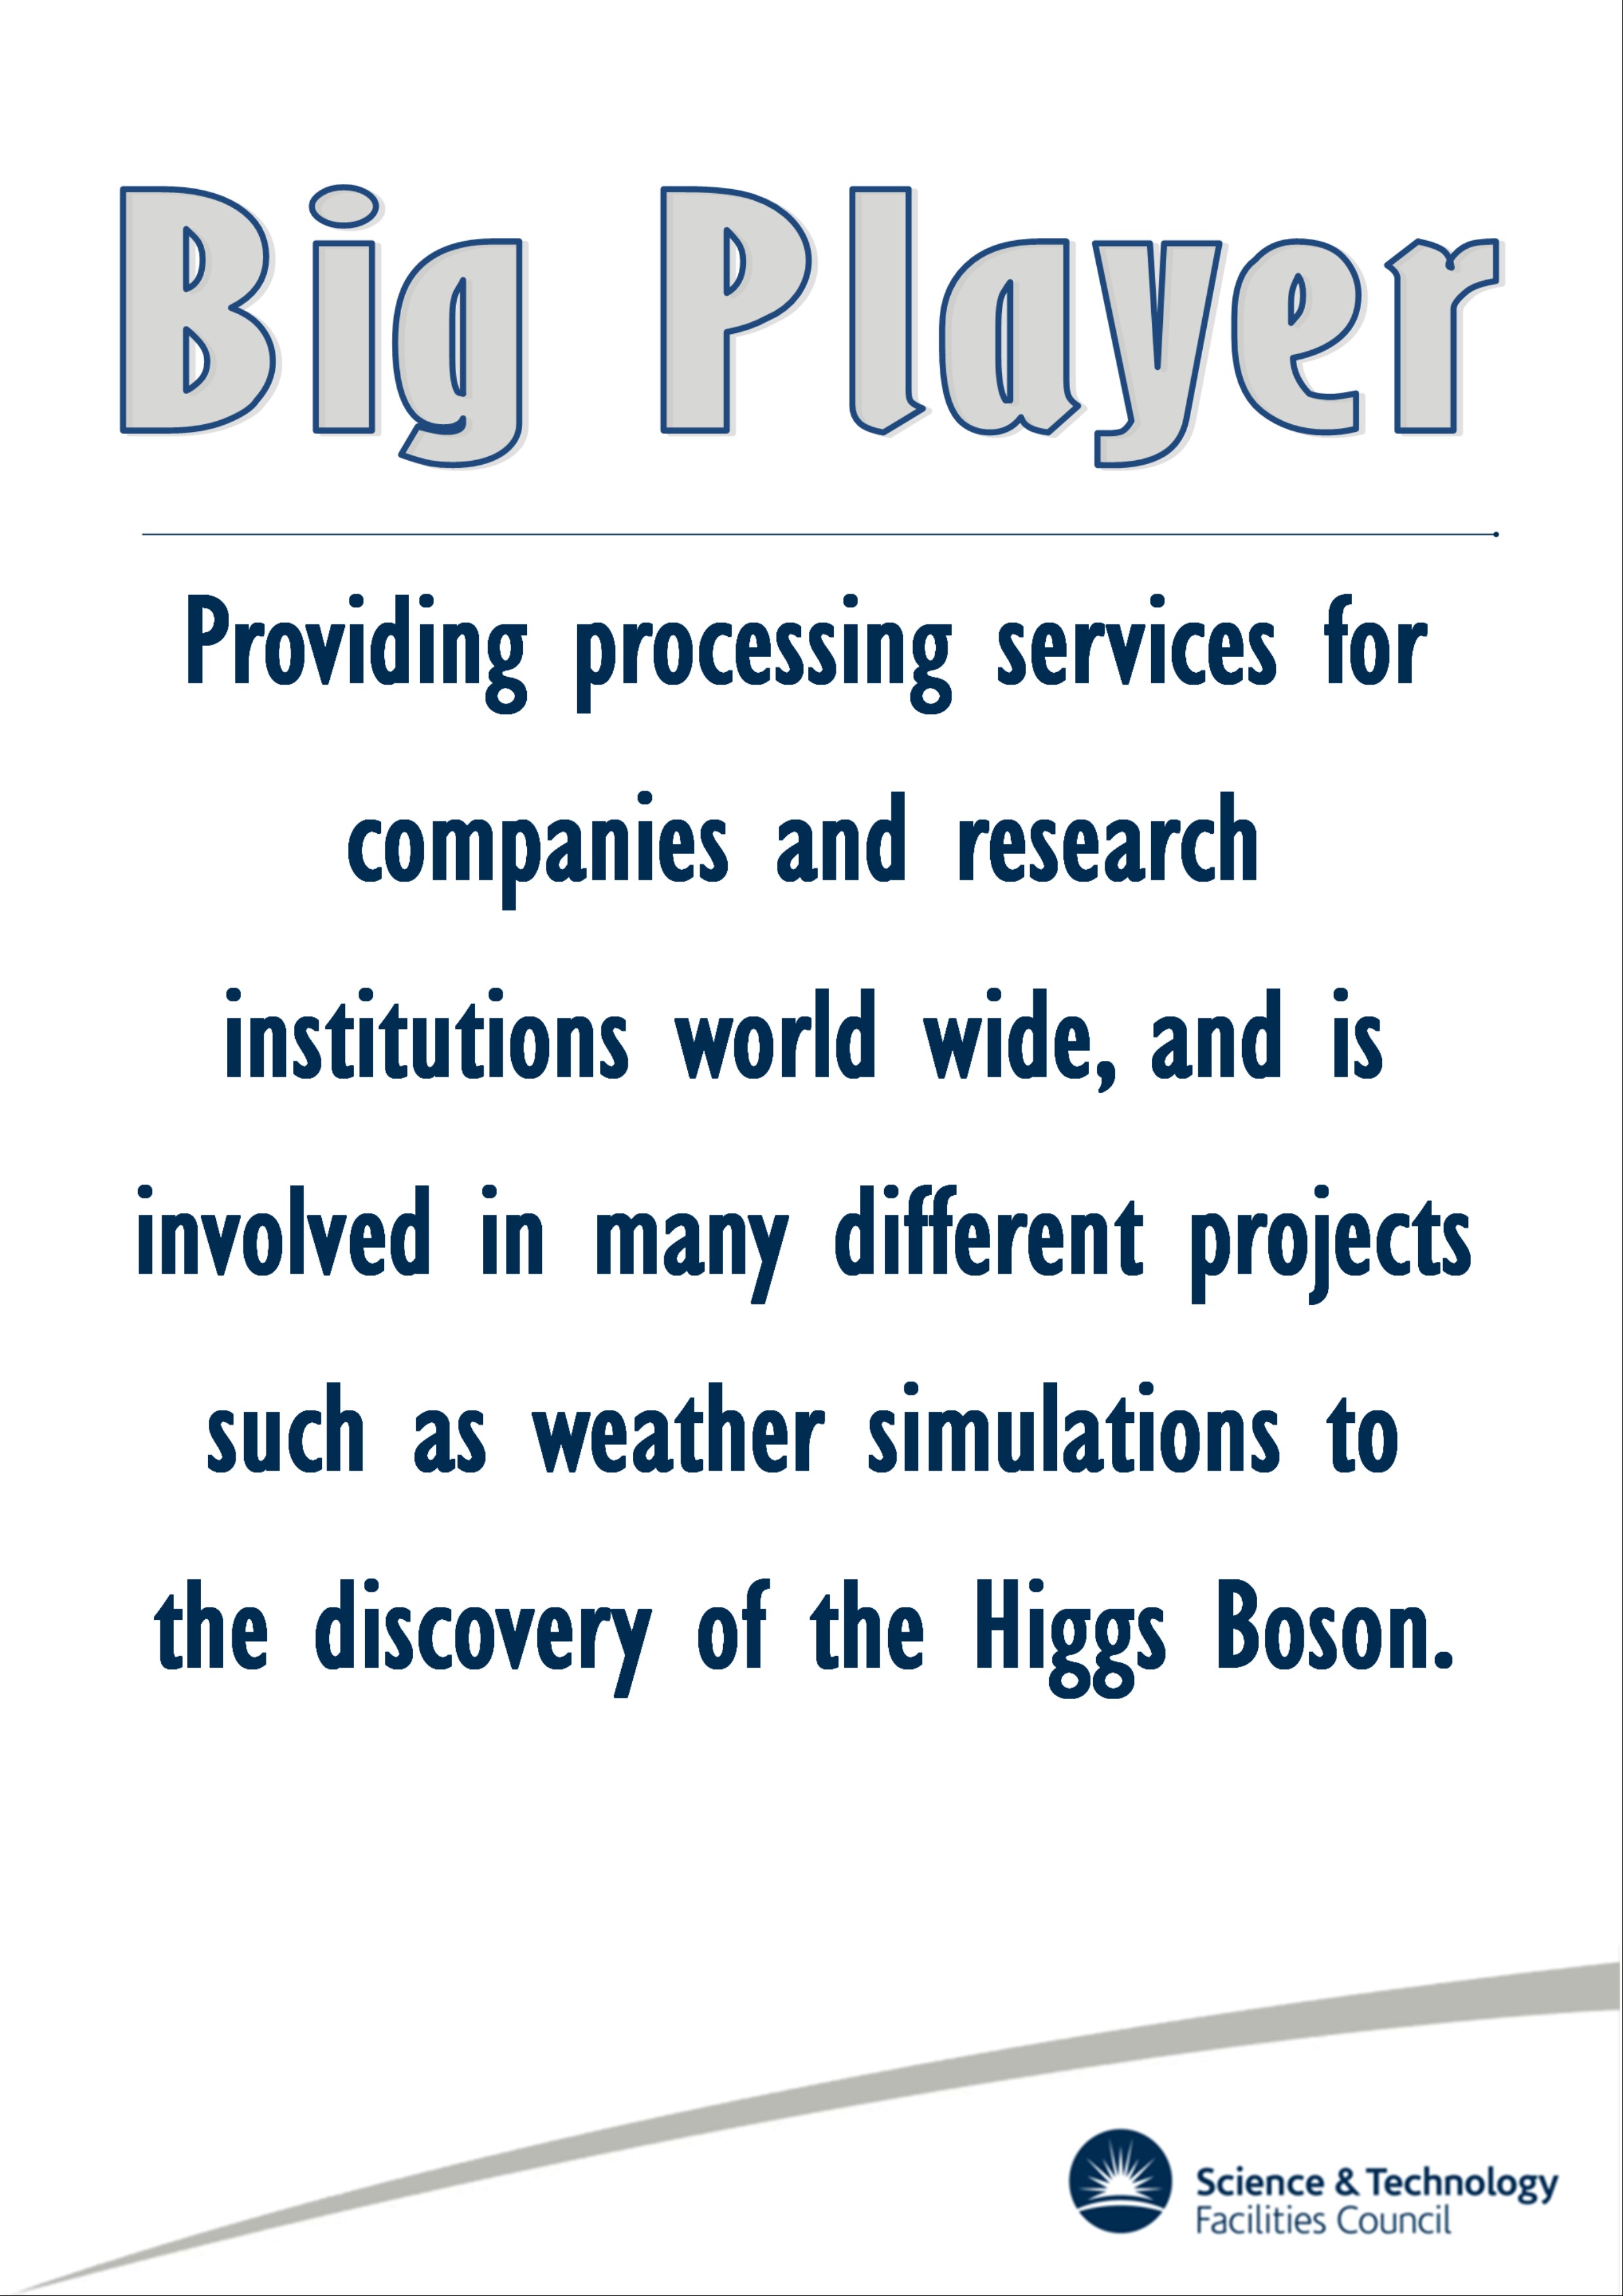 Big Player
Providing processing services for
companies and research
institutions world wide, and is
involved in many different projects
such as weather simulations to
the discovery of the Higgs Boson.
Science & Technology
Facilities Council